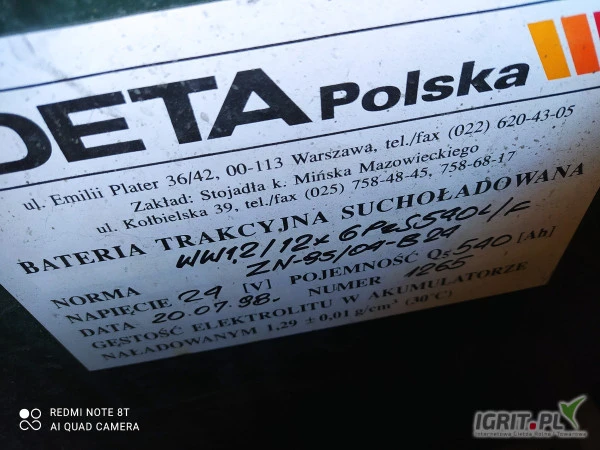 DETA Polska
ul. Emilii Plater 36/42, 00-113 Warszawa, tel./fax (022) 620-43-05
Zakład: Stojadła k. Mińska Mazowieckiego
ul. Kołbielska 39, tel./fax (025) 758-48-45, 758-68-17
BATERIA TRAKCYJNA SUCHOŁADOWANA
WW1,2/12x 6PzS540L/F
NORMA ZN-95/04-B24
NAPIĘCIE 24 [V] POJEMNOŚĆ Q5 540 [Ah]
DATA 20.07.98. NUMER 1265
GĘSTOŚĆ ELEKTROLITU W AKUMULATORZE
NAŁADOWANYM 1,29 ± 0,01 g/cm³ (30°C)
REDMI NOTE 8T
AI QUAD CAMERA
IGRIT.PL